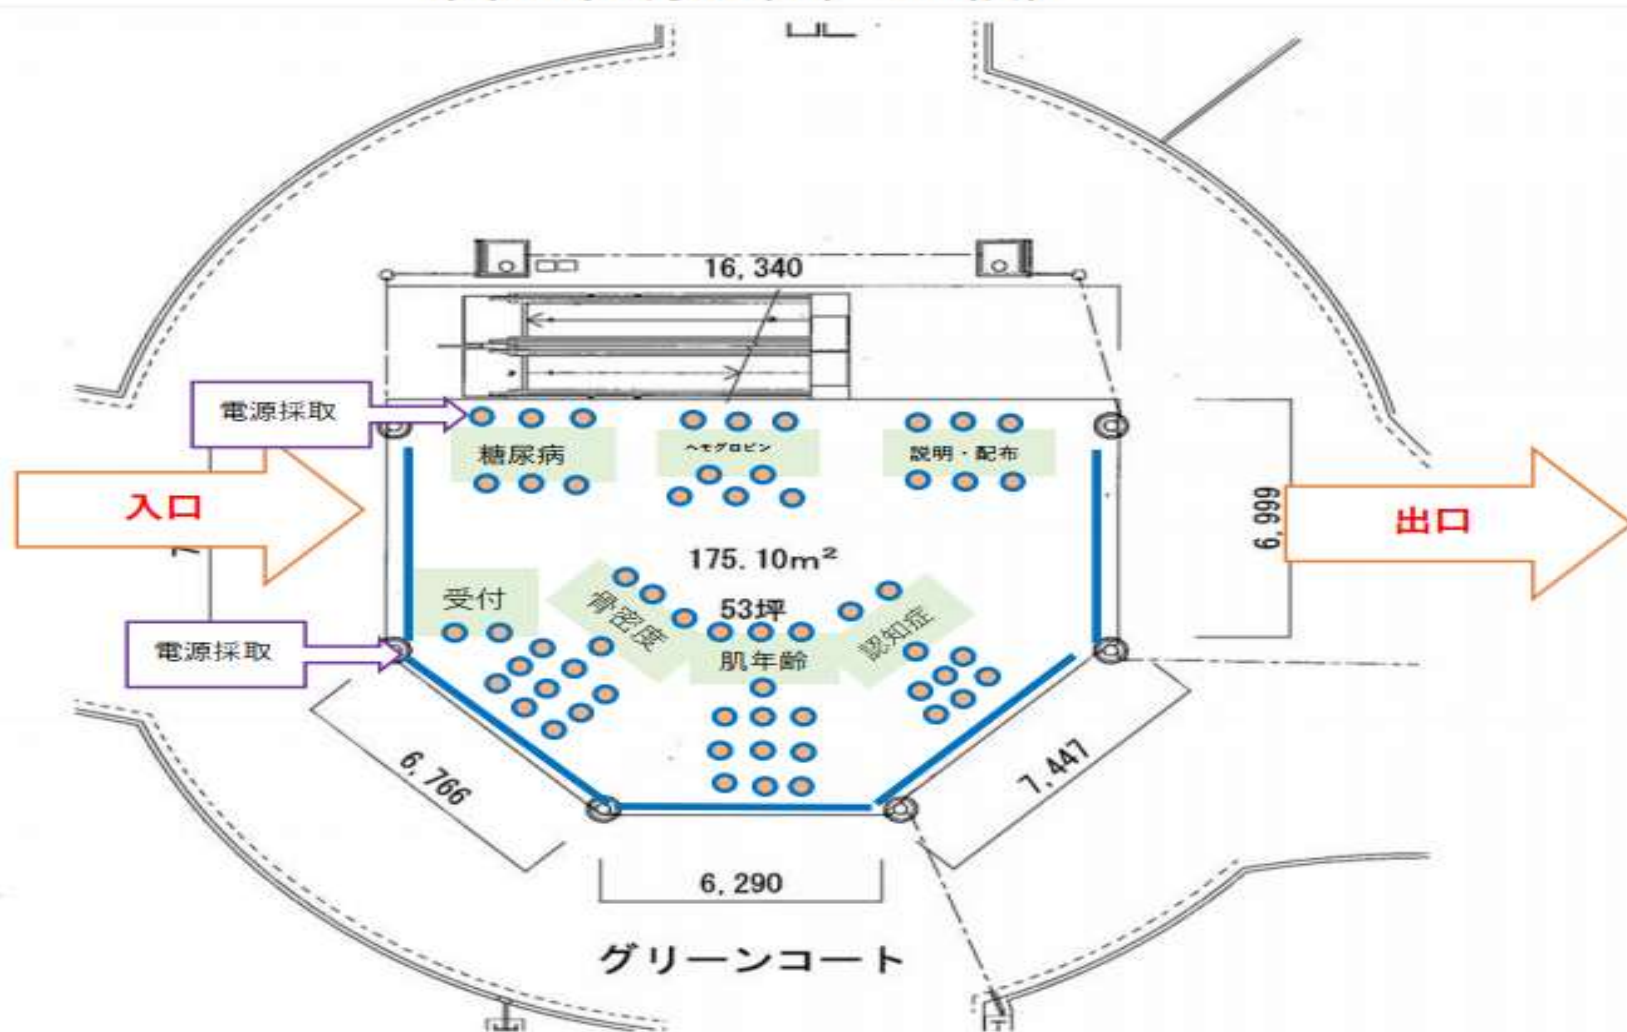 16,340
電源採取
糖尿病
ヘモグロビン
説明・配布
入口
7
6,999
出口
175.10m²
53坪
受付
骨密度
認知症
肌年齢
電源採取
6,766
7,447
6,290
グリーンコート